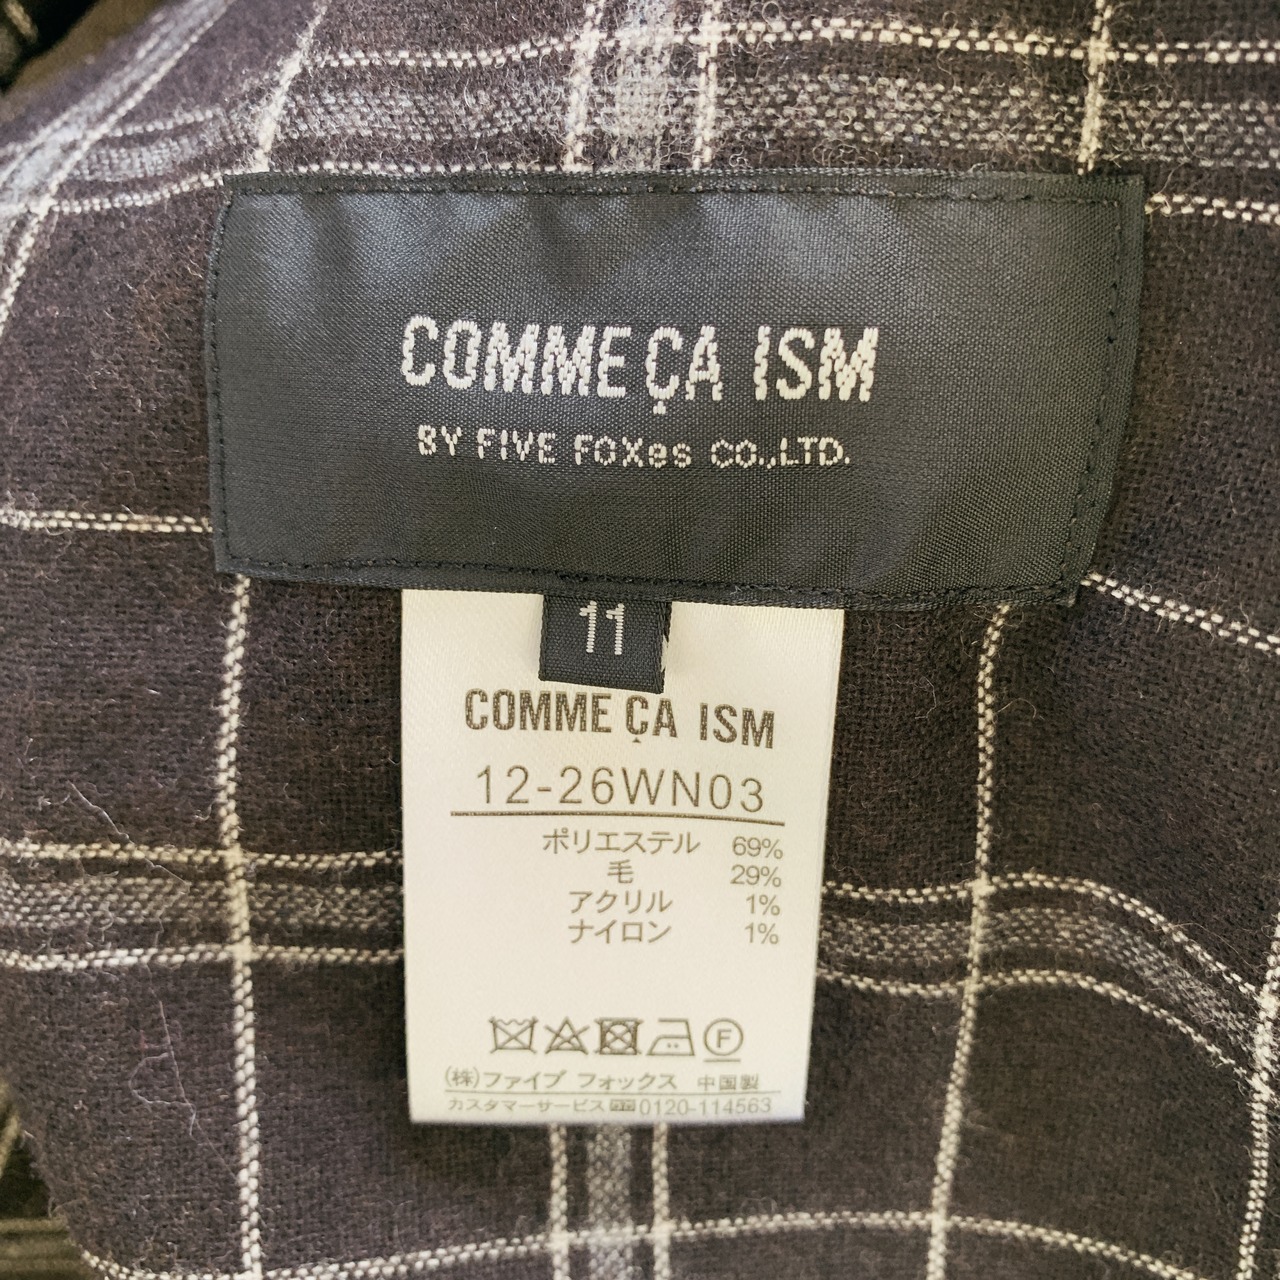 COMME ÇA ISM
BY FIVE FOXes CO.,LTD.
11
COMME ÇA ISM
12-26WN03
ポリエステル 69%
毛 29%
アクリル 1%
ナイロン 1%
F
(株)ファイブ フォックス 中国製
カスタマーサービス 0120-114563